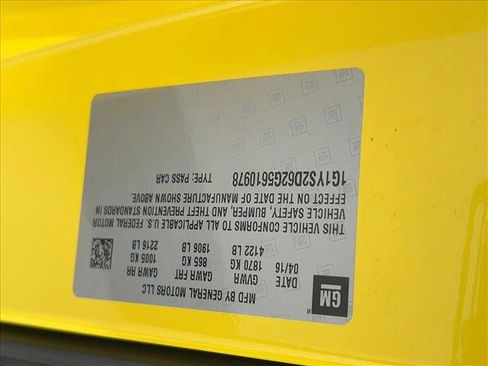 GM
MFD BY GENERAL MOTORS LLC
DATE GVWR GAWR FRT GAWR RR
04/16 1870 KG 865 KG 1005 KG
4122 LB 1906 LB 2216 LB
THIS VEHICLE CONFORMS TO ALL APPLICABLE U.S. FEDERAL MOTOR
VEHICLE SAFETY, BUMPER, AND THEFT PREVENTION STANDARDS IN
EFFECT ON THE DATE OF MANUFACTURE SHOWN ABOVE.
1G1YS2D62G5610978 TYPE: PASS CAR